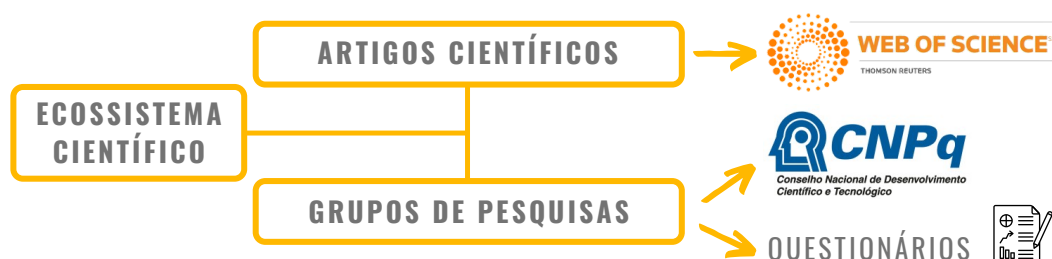 ARTIGOS CIENTÍFICOS
WEB OF SCIENCE
THOMSON REUTERS
ECOSSISTEMA
CIENTÍFICO
CNPq
Conselho Nacional de Desenvolvimento
Científico e Tecnológico
GRUPOS DE PESQUISAS
QUESTIONÁRIOS